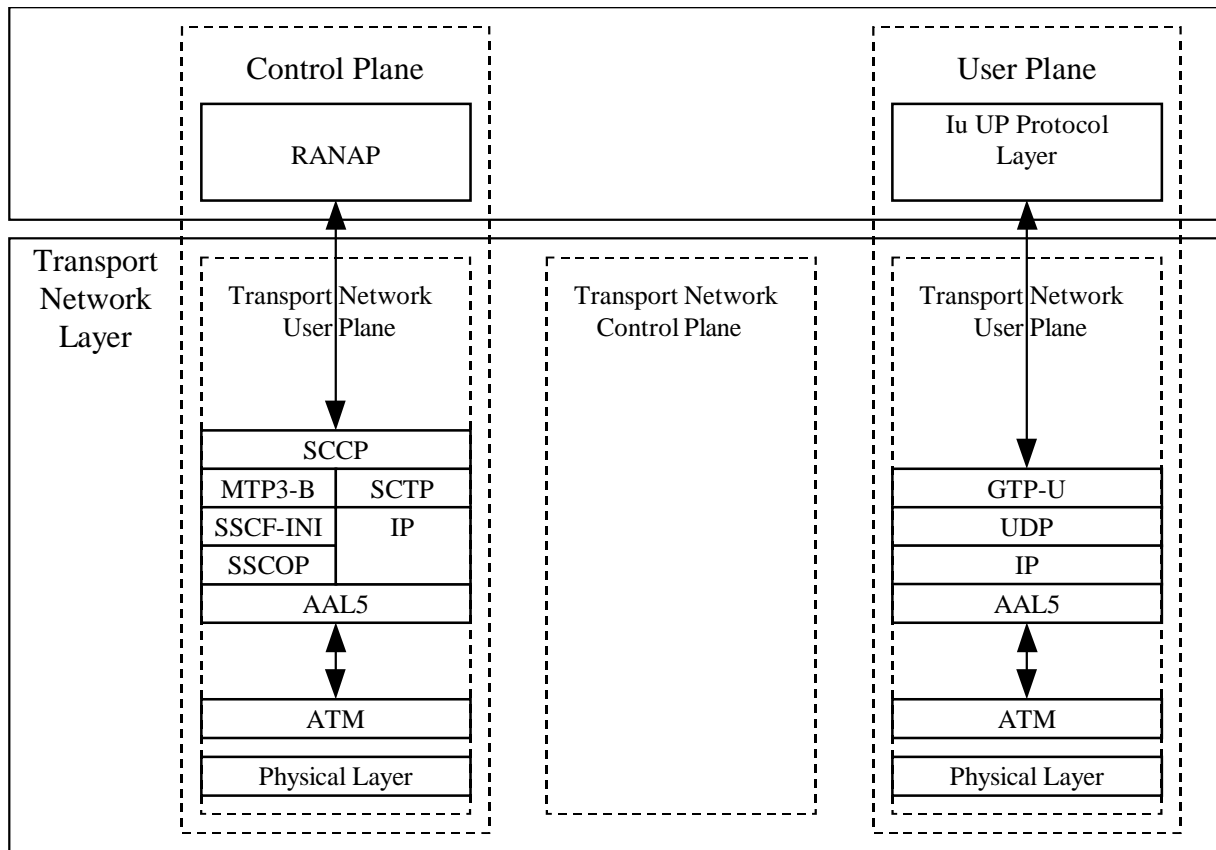 Control Plane
User Plane
RANAP
Iu UP Protocol
Layer
Transport
Network
Layer
Transport Network
User Plane
Transport Network
Control Plane
Transport Network
User Plane
SCCP
MTP3-B
SCTP
SSCF-INI
IP
SSCOP
AAL5
ATM
Physical Layer
GTP-U
UDP
IP
AAL5
ATM
Physical Layer